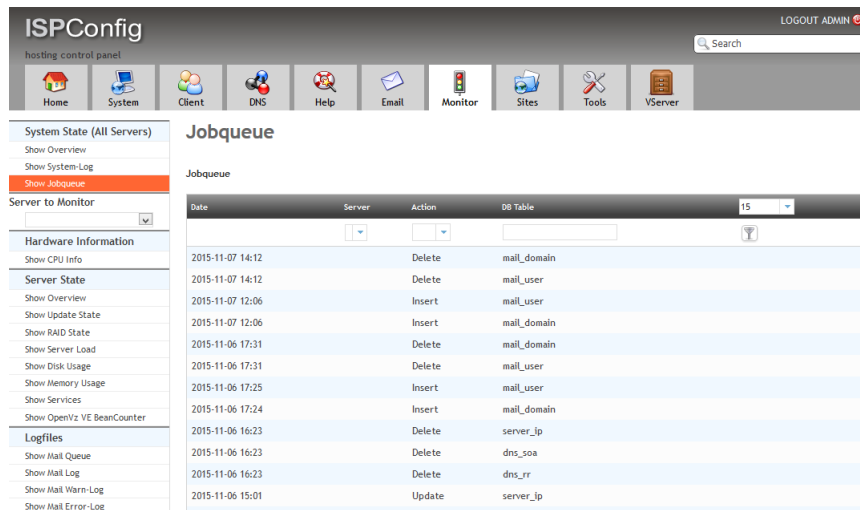 ISPConfig
hosting control panel
LOGOUT ADMIN
Search
Home System Client DNS Help Email Monitor Sites Tools VServer
System State (All Servers)
Show Overview
Show System-Log
Show Jobqueue
Server to Monitor
Hardware Information
Show CPU Info
Server State
Show Overview
Show Update State
Show RAID State
Show Server Load
Show Disk Usage
Show Memory Usage
Show Services
Show OpenVz VE BeanCounter
Logfiles
Show Mail Queue
Show Mail Log
Show Mail Warn-Log
Show Mail Error-Log
Jobqueue
Jobqueue
Date Server Action DB Table 15
2015-11-07 14:12 Delete mail_domain
2015-11-07 14:12 Delete mail_user
2015-11-07 12:06 Insert mail_user
2015-11-07 12:06 Insert mail_domain
2015-11-06 17:31 Delete mail_domain
2015-11-06 17:31 Delete mail_user
2015-11-06 17:25 Insert mail_user
2015-11-06 17:24 Insert mail_domain
2015-11-06 16:23 Delete server_ip
2015-11-06 16:23 Delete dns_soa
2015-11-06 16:23 Delete dns_rr
2015-11-06 15:01 Update server_ip